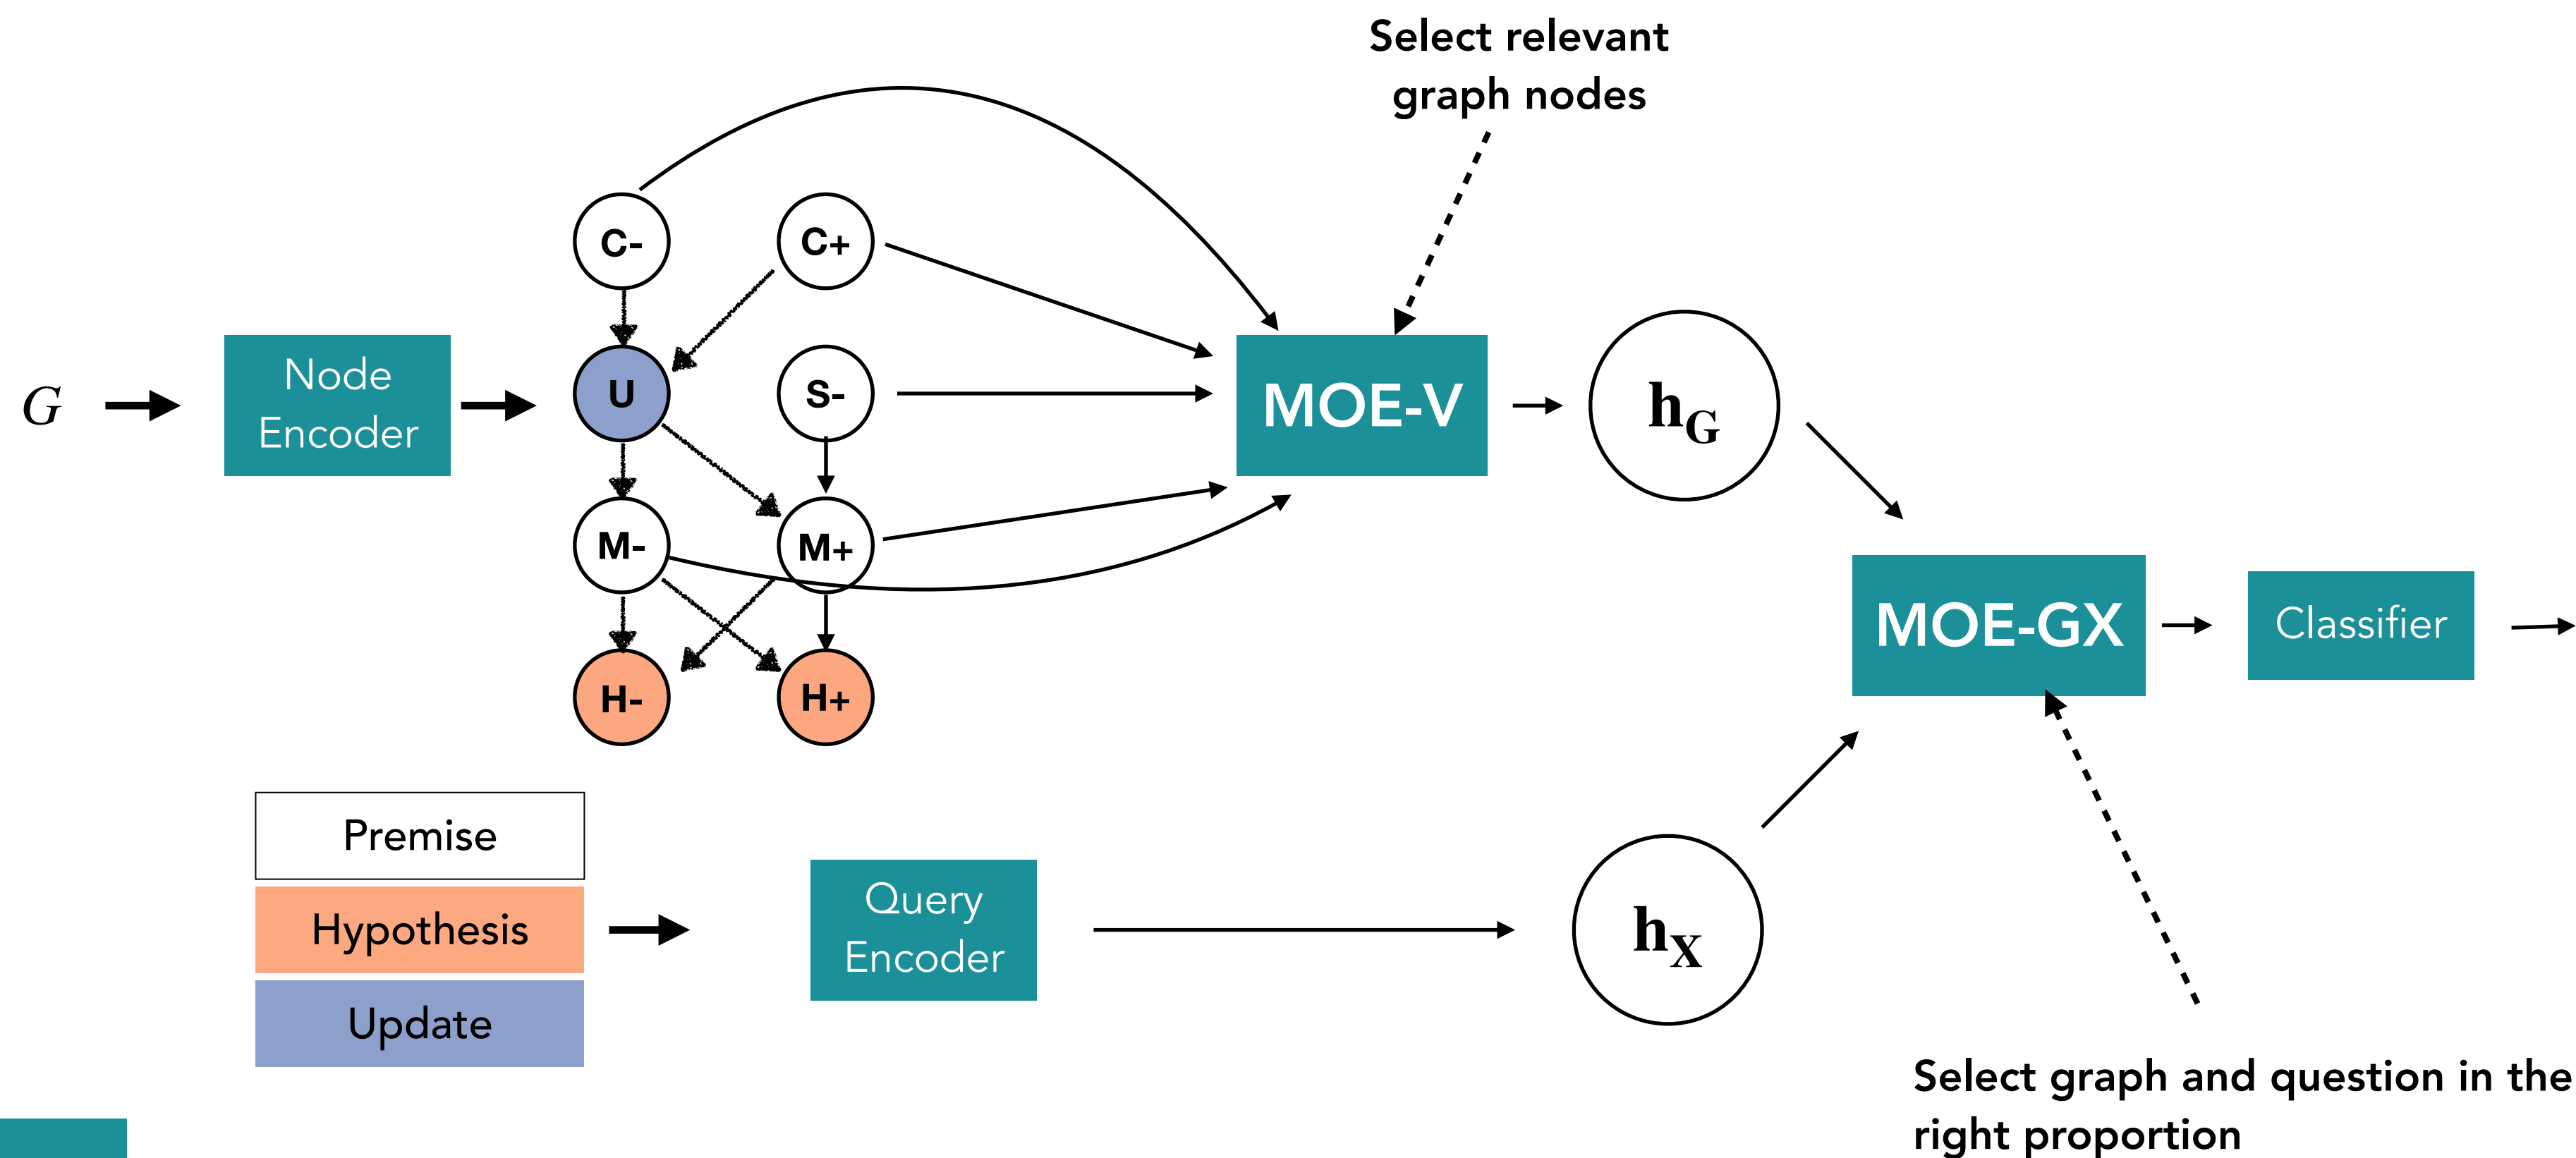 Select relevant
graph nodes
C-
C+
G
Node
Encoder
U
S-
MOE-V
hG
M-
M+
MOE-GX
Classifier
H-
H+
Premise
Hypothesis
Update
Query
Encoder
hX
Select graph and question in the
right proportion